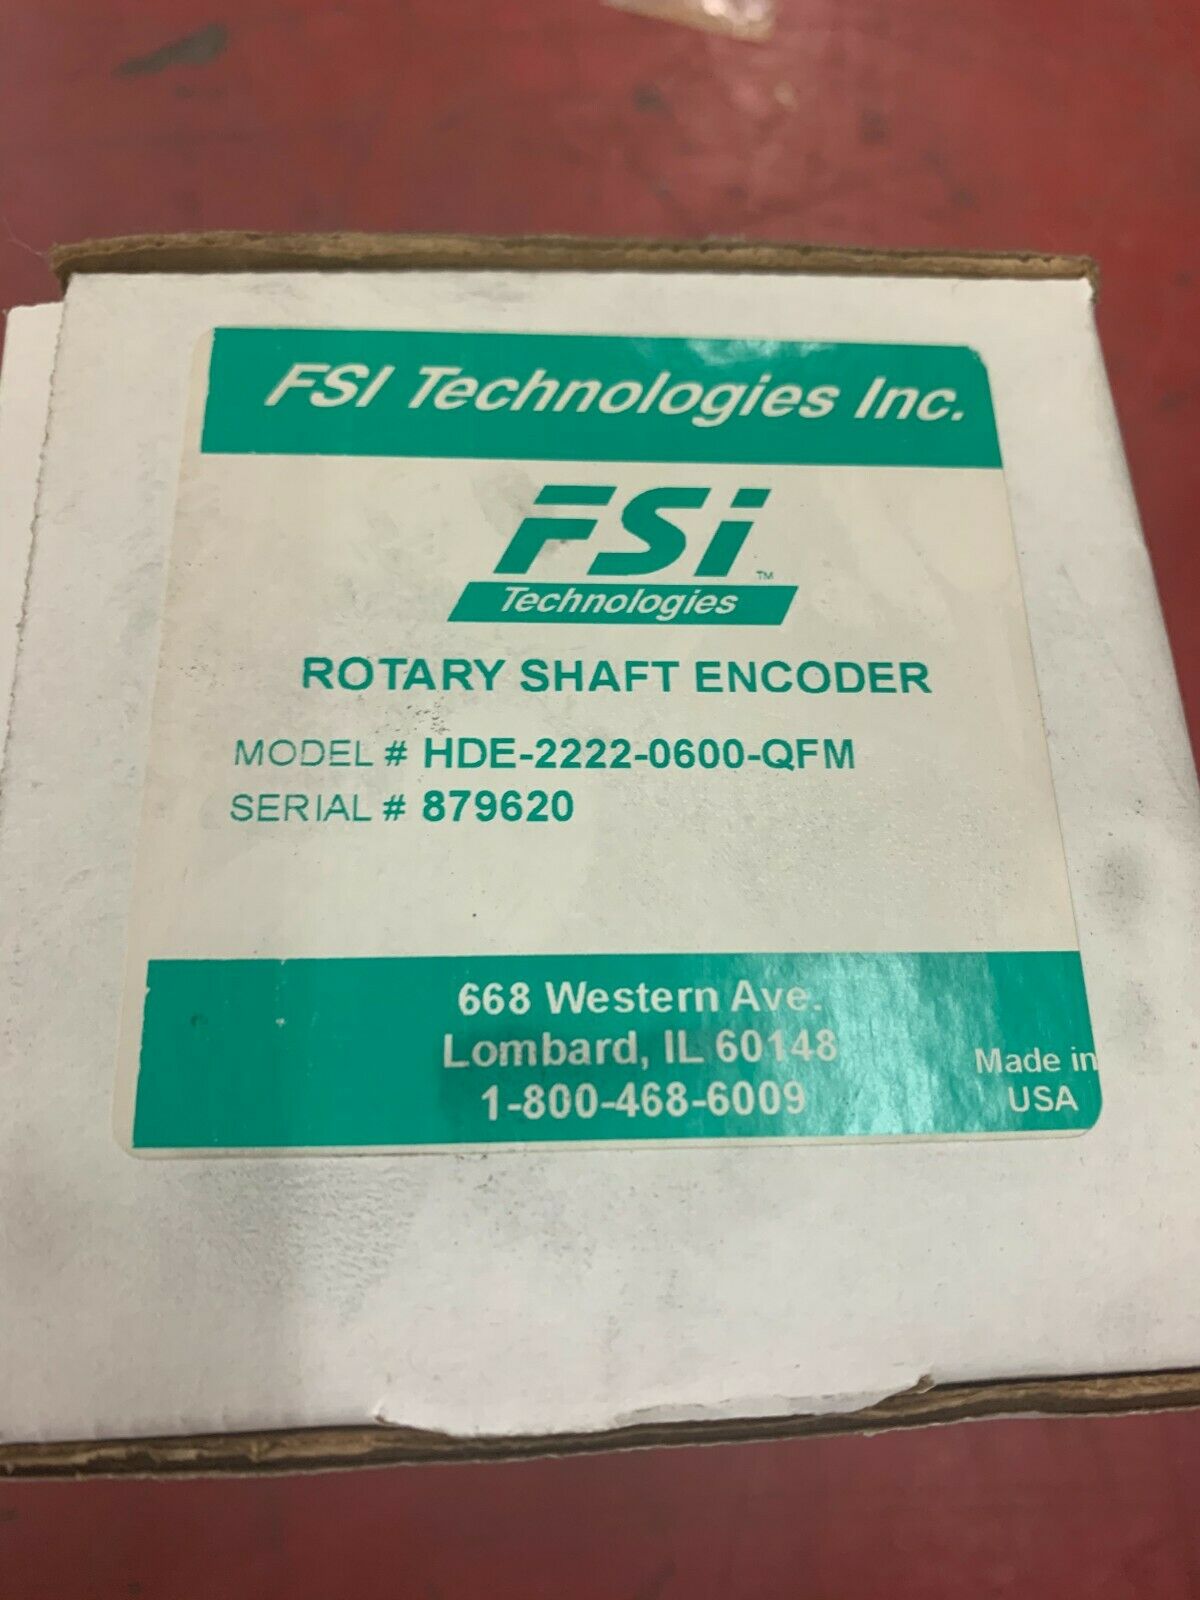 FSI Technologies Inc.
FSi
™
Technologies
ROTARY SHAFT ENCODER
MODEL # HDE-2222-0600-QFM
SERIAL # 879620
668 Western Ave.
Lombard, IL 60148
1-800-468-6009
Made in
USA